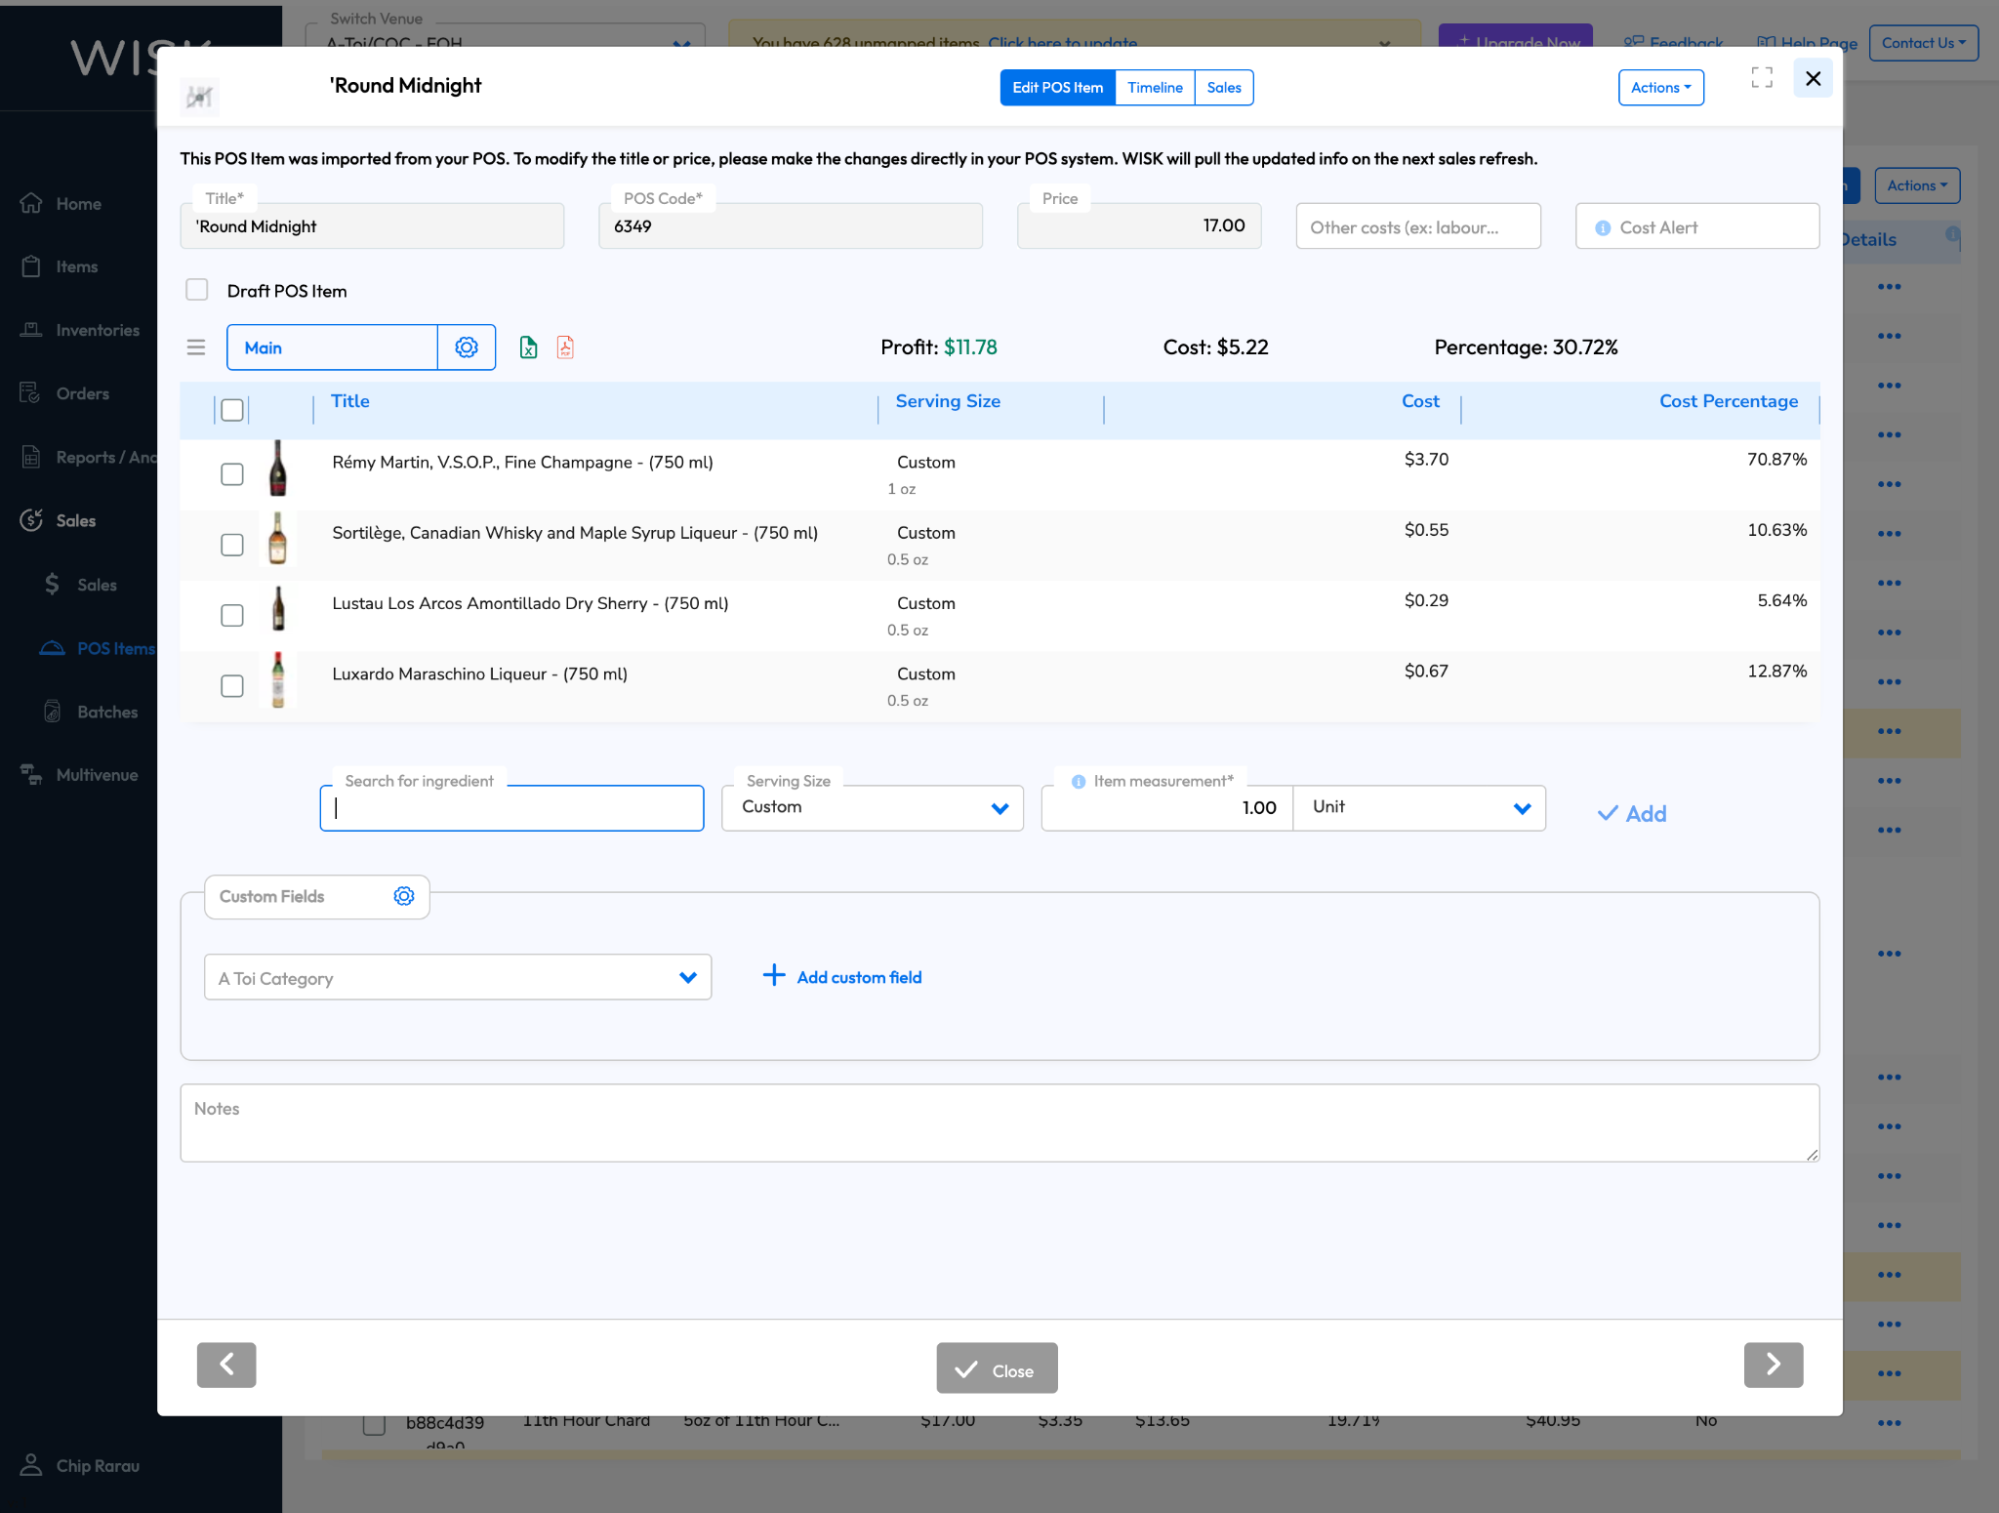 Switch Venue
A-Toi/COC - FOH
You have 628 unmapped items Click here to update
Upgrade Now
Feedback
Help Page
Contact Us
WISK
'Round Midnight
Edit POS Item
Timeline
Sales
Actions
This POS Item was imported from your POS. To modify the title or price, please make the changes directly in your POS system. WISK will pull the updated info on the next sales refresh.
Title*
POS Code*
Price
'Round Midnight
6349
17.00
Other costs (ex: labour...
Cost Alert
Actions
Details
Draft POS Item
Main
Profit: $11.78
Cost: $5.22
Percentage: 30.72%
Title
Serving Size
Cost
Cost Percentage
Rémy Martin, V.S.O.P., Fine Champagne - (750 ml)
Custom
1 oz
$3.70
70.87%
Sortilège, Canadian Whisky and Maple Syrup Liqueur - (750 ml)
Custom
0.5 oz
$0.55
10.63%
Lustau Los Arcos Amontillado Dry Sherry - (750 ml)
Custom
0.5 oz
$0.29
5.64%
Luxardo Maraschino Liqueur - (750 ml)
Custom
0.5 oz
$0.67
12.87%
Search for ingredient
Serving Size
Custom
Item measurement*
1.00
Unit
Add
Custom Fields
A Toi Category
Add custom field
Notes
Close
Home
Items
Inventories
Orders
Reports / Ana
Sales
Sales
POS Items
Batches
Multivenue
Chip Rarau
b88c4d39
d9a0
11th Hour Chard
5oz of 11th Hour C...
$17.00
$3.35
$13.65
19.71%
$40.95
No